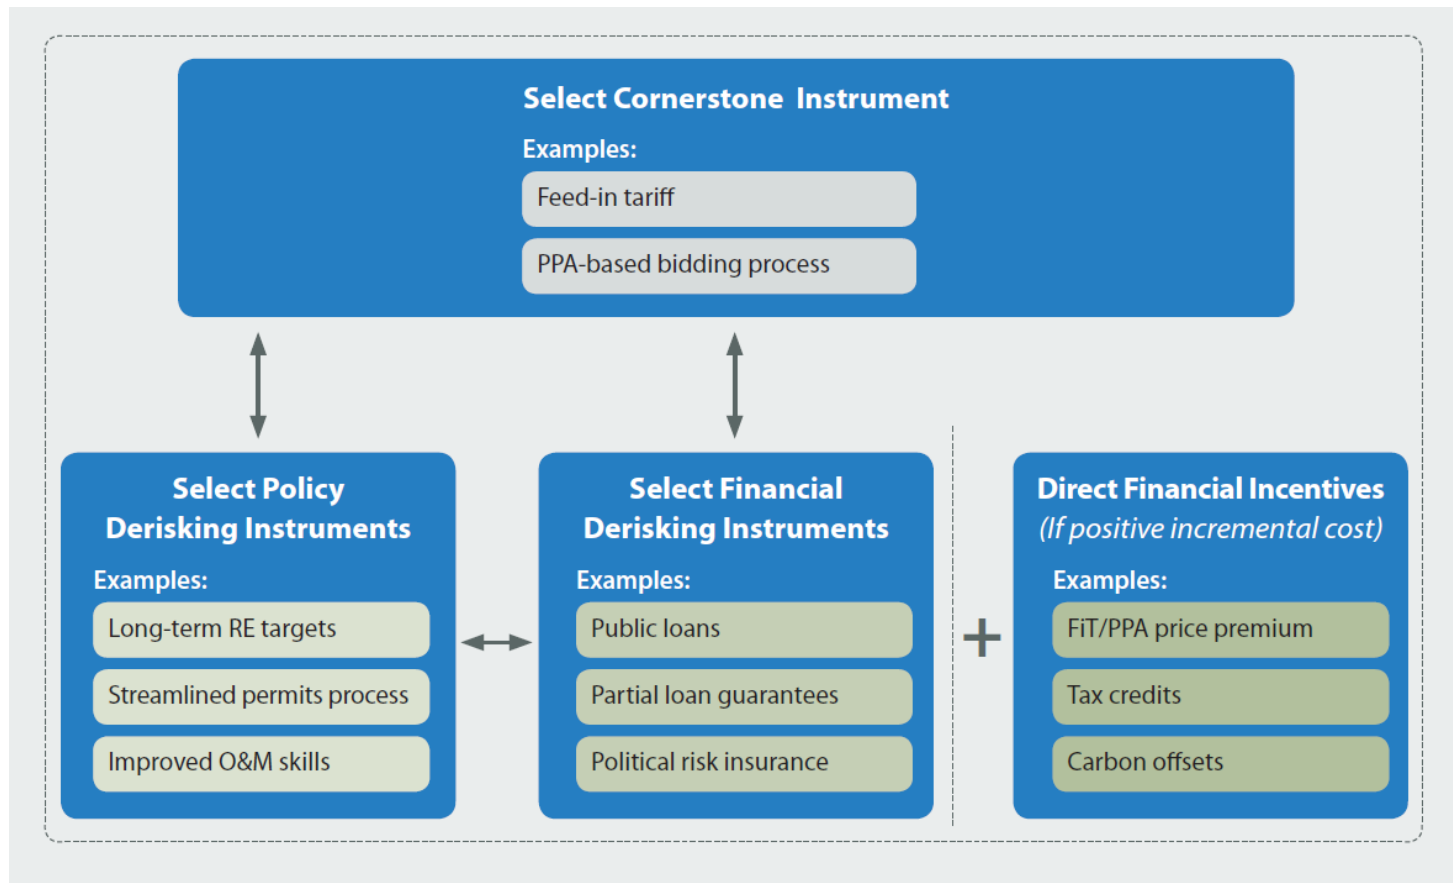 Select Cornerstone Instrument
Examples:
Feed-in tariff
PPA-based bidding process
Select Policy
Derisking Instruments
Examples:
Long-term RE targets
Streamlined permits process
Improved O&M skills
Select Financial
Derisking Instruments
Examples:
Public loans
Partial loan guarantees
Political risk insurance
+
Direct Financial Incentives
(If positive incremental cost)
Examples:
FiT/PPA price premium
Tax credits
Carbon offsets